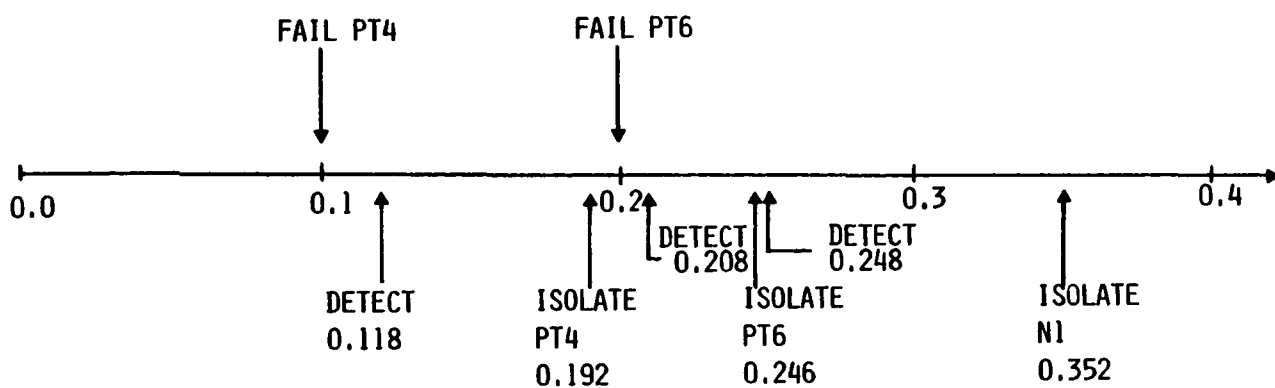 FAIL PT4
FAIL PT6
0.0
0.1
0.2
0.3
0.4
DETECT
0.118
ISOLATE
PT4
0.192
DETECT
0.208
ISOLATE
PT6
0.246
DETECT
0.248
ISOLATE
N1
0.352